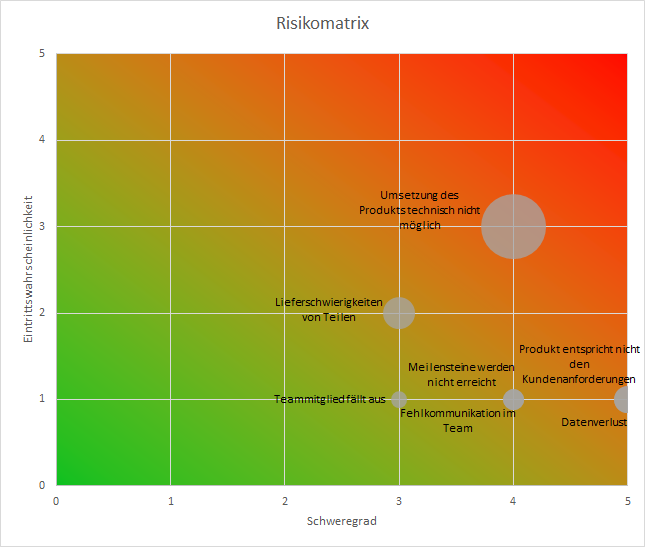 Risikomatrix
5
4
3
2
1
0
Eintrittswahrscheinlichkeit
Umsetzung des
Produkts technisch nicht
möglich
Lieferschwierigkeiten
von Teilen
Produkt entspricht nicht
den
Kundenanforderungen
Meilensteine werden
nicht erreicht
Teammitglied fällt aus
Fehlkommunikation im
Team
Datenverlust
0
1
2
3
4
5
Schweregrad